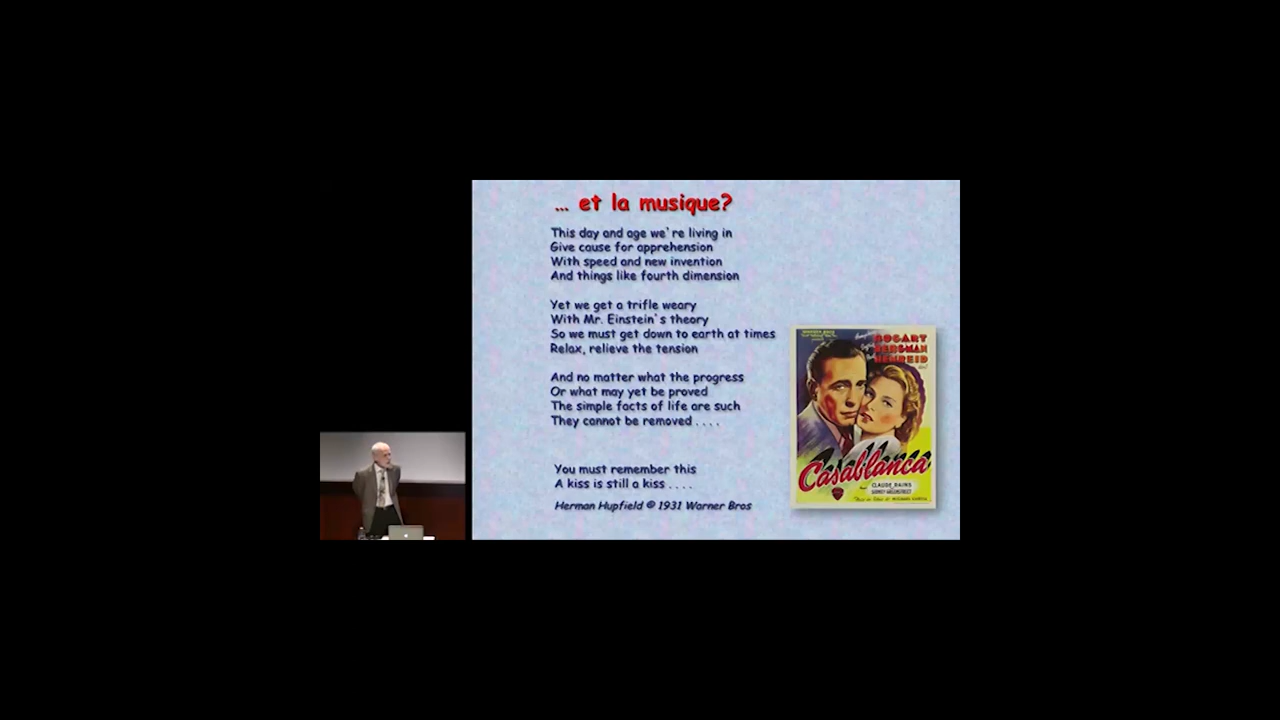 … et la musique?
This day and age we`re living in
Give cause for apprehension
With speed and new invention
And things like fourth dimension
Yet we get a trifle weary
With Mr. Einstein`s theory
So we must get down to earth at times
Relax, relieve the tension
And no matter what the progress
Or what may yet be proved
The simple facts of life are such
They cannot be removed . . . .
You must remember this
A kiss is still a kiss . . . .
Herman Hupfield © 1931 Warner Bros
BOGART
BERGMAN
HENREID
Casablanca
CLAUDE RAINS